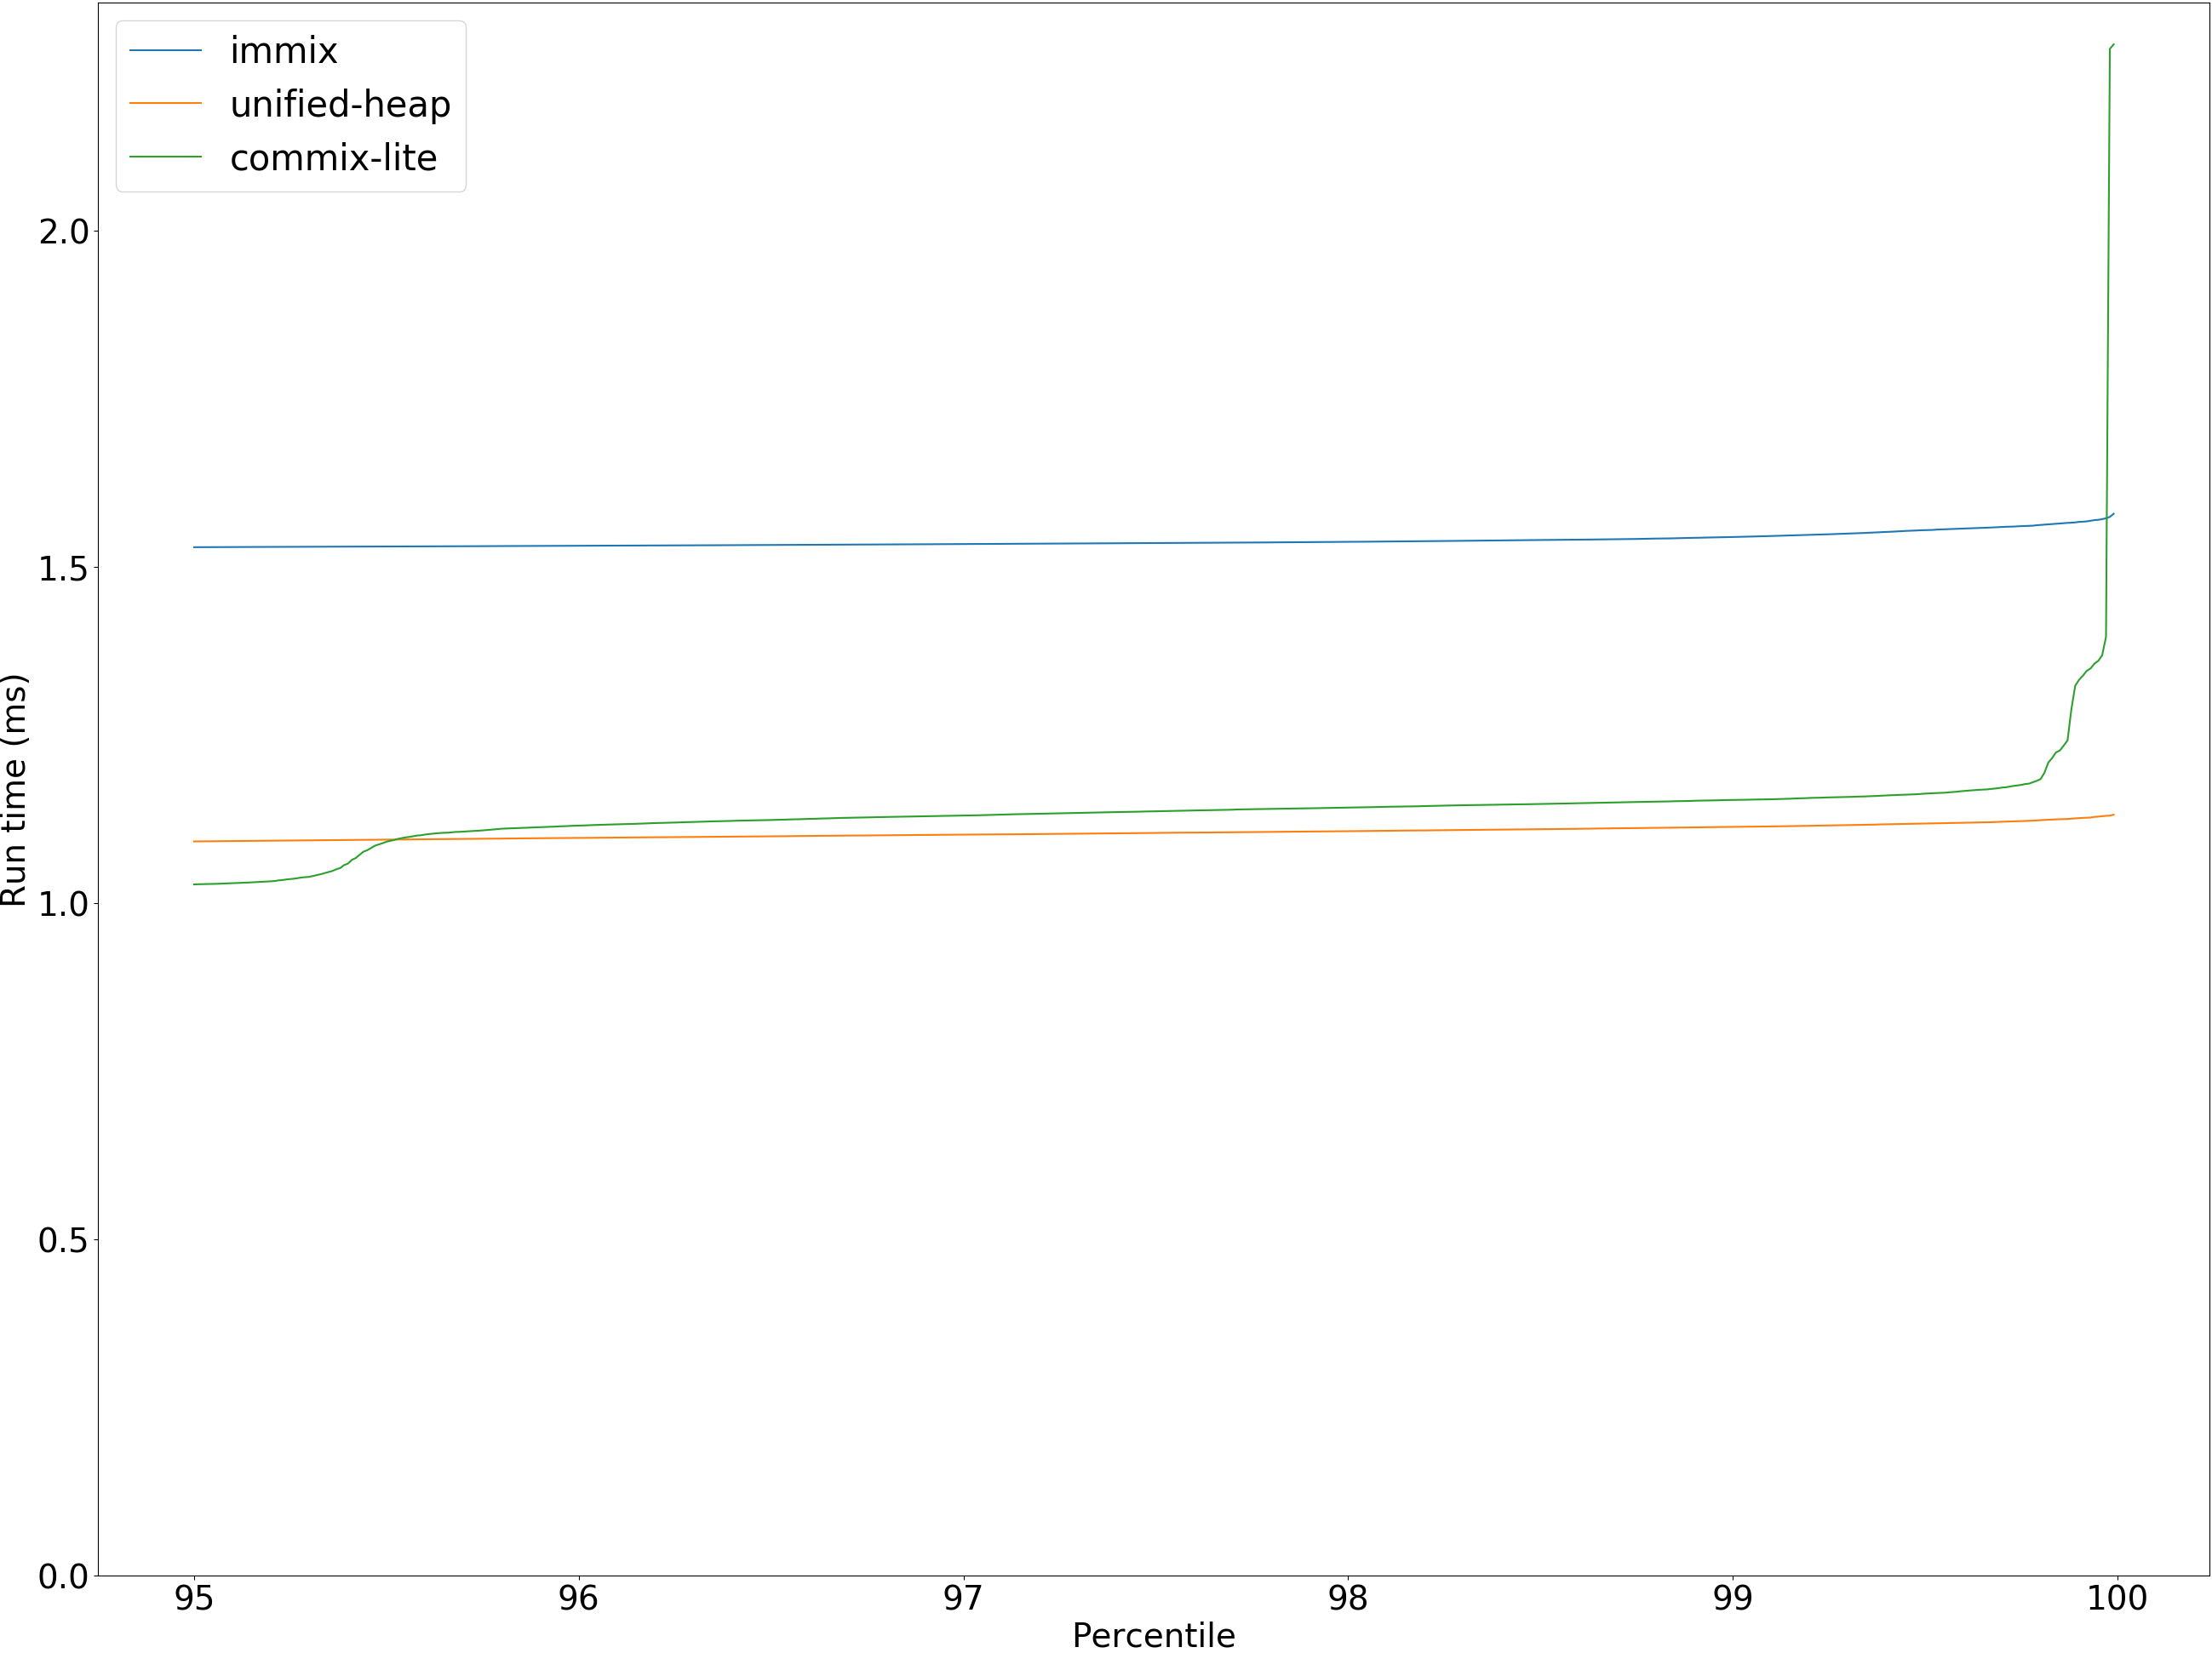 immix
unified-heap
commix-lite
2.0
1.5
1.0
0.5
0.0
Run time (ms)
95 96 97 98 99 100
Percentile